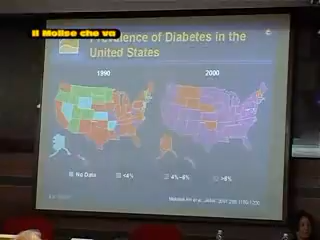 Il Molise che va
Prevalence of Diabetes in the
United States
1990
2000
No Data
<4%
4%–6%
>6%